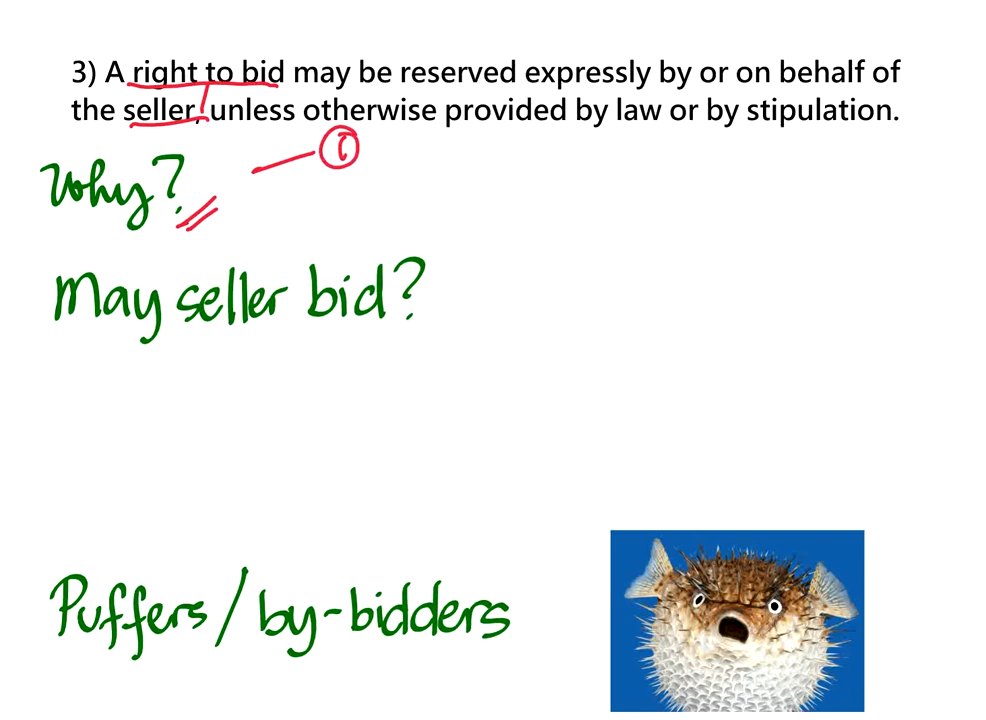 3) A right to bid may be reserved expressly by or on behalf of
the seller, unless otherwise provided by law or by stipulation.
Why?
May seller bid?
Puffers / by-bidders